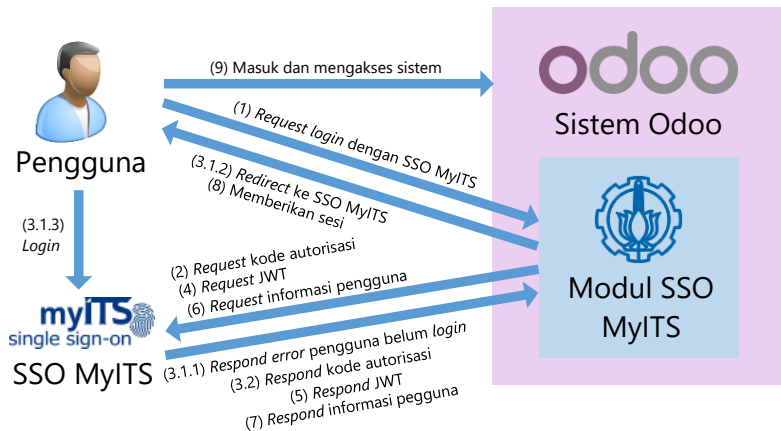 odoo
(9) Masuk dan mengakses sistem
Sistem Odoo
Pengguna
(1) Request login dengan SSO MyITS
(3.1.2) Redirect ke SSO MyITS
(8) Memberikan sesi
(3.1.3)
Login
(2) Request kode autorisasi
(4) Request JWT
(6) Request informasi pengguna
Modul SSO
MyITS
myITS
single sign-on
SSO MyITS
(3.1.1) Respond error pengguna belum login
(3.2) Respond kode autorisasi
(5) Respond JWT
(7) Respond informasi pegguna